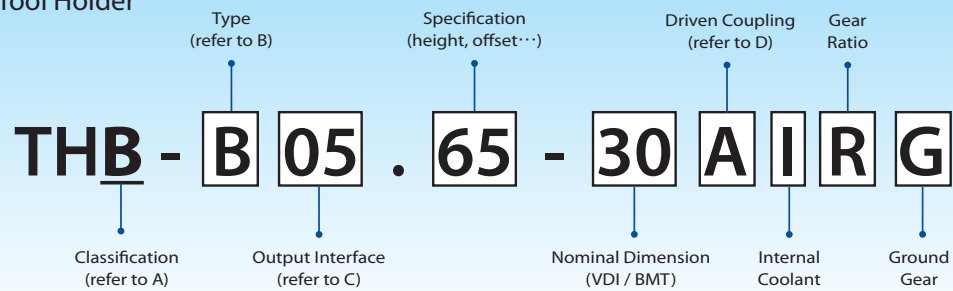 Tool Holder
Type
(refer to B)
Specification
(height, offset⋯)
Driven Coupling
(refer to D)
Gear
Ratio
THB - B 05 . 65 - 30 A I R G
Classification
(refer to A)
Output Interface
(refer to C)
Nominal Dimension
(VDI / BMT)
Internal
Coolant
Ground
Gear